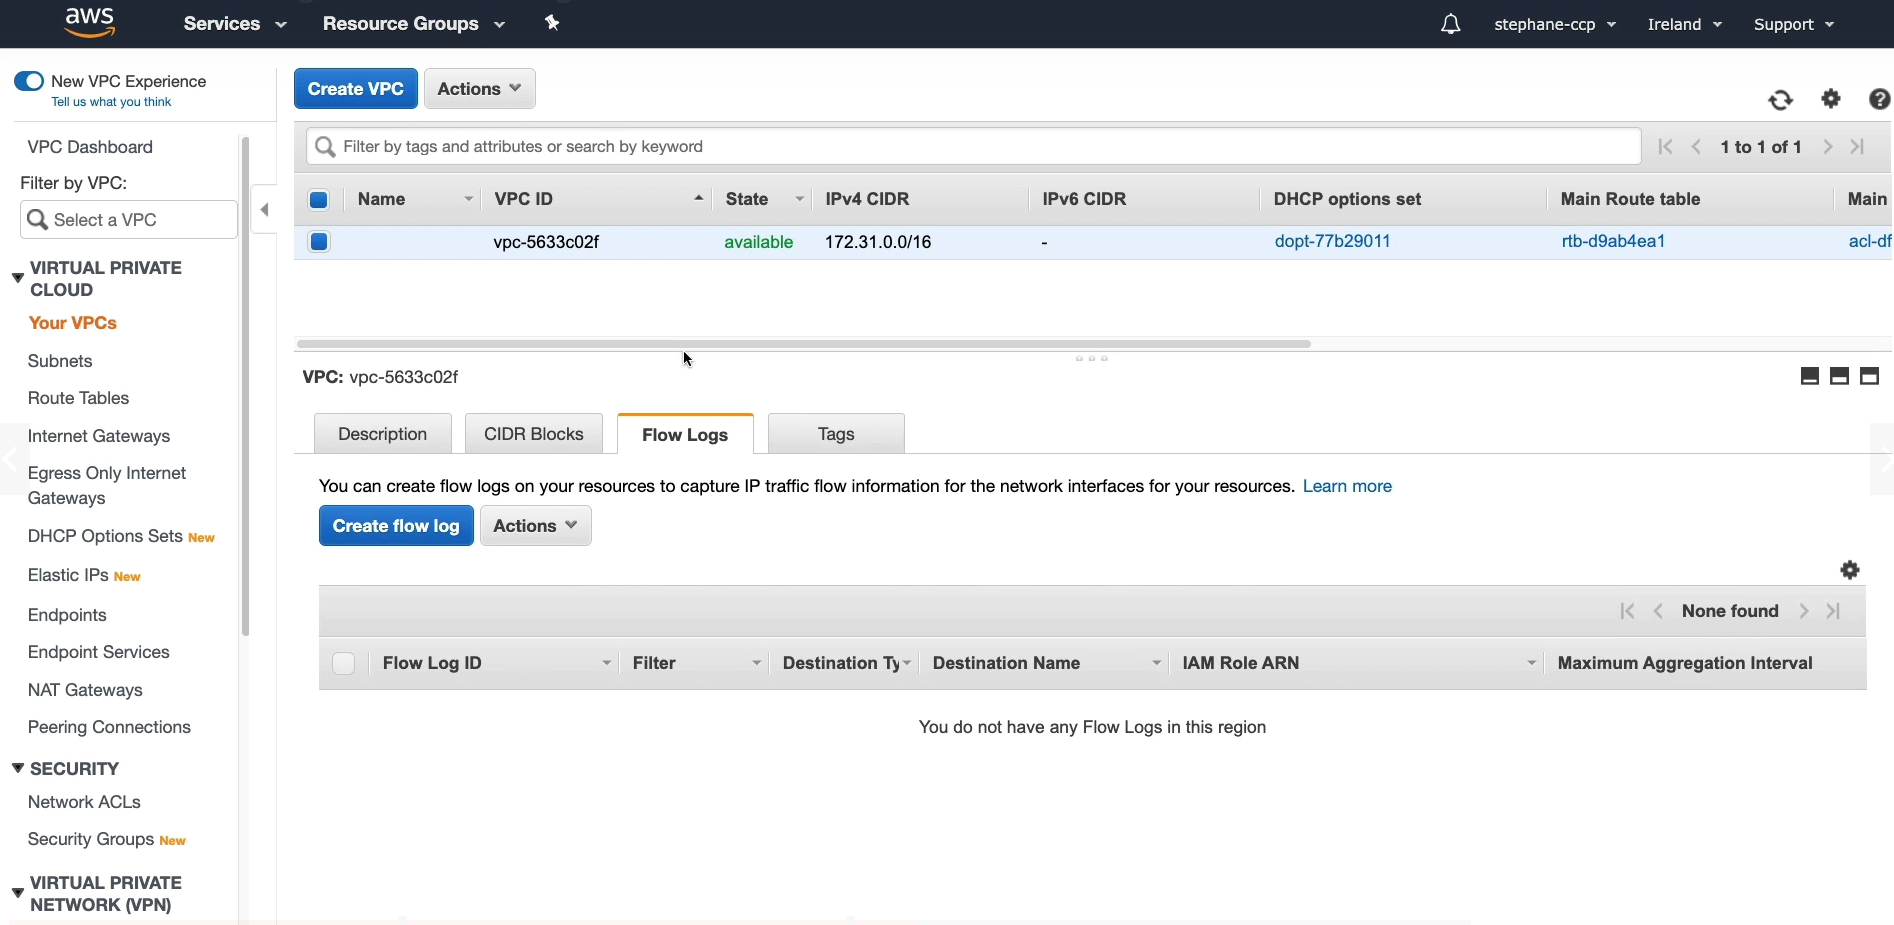 aws Services Resource Groups stephane-ccp Ireland Support
New VPC Experience
Tell us what you think
VPC Dashboard
Filter by VPC:
Select a VPC
VIRTUAL PRIVATE
CLOUD
Your VPCs
Subnets
Route Tables
Internet Gateways
Egress Only Internet
Gateways
DHCP Options Sets New
Elastic IPs New
Endpoints
Endpoint Services
NAT Gateways
Peering Connections
SECURITY
Network ACLs
Security Groups New
VIRTUAL PRIVATE
NETWORK (VPN)
Create VPC Actions
Filter by tags and attributes or search by keyword 1 to 1 of 1
Name VPC ID State IPv4 CIDR IPv6 CIDR DHCP options set Main Route table Main
vpc-5633c02f available 172.31.0.0/16 - dopt-77b29011 rtb-d9ab4ea1 acl-df
VPC: vpc-5633c02f
Description CIDR Blocks Flow Logs Tags
You can create flow logs on your resources to capture IP traffic flow information for the network interfaces for your resources. Learn more
Create flow log Actions
None found
Flow Log ID Filter Destination Ty Destination Name IAM Role ARN Maximum Aggregation Interval
You do not have any Flow Logs in this region